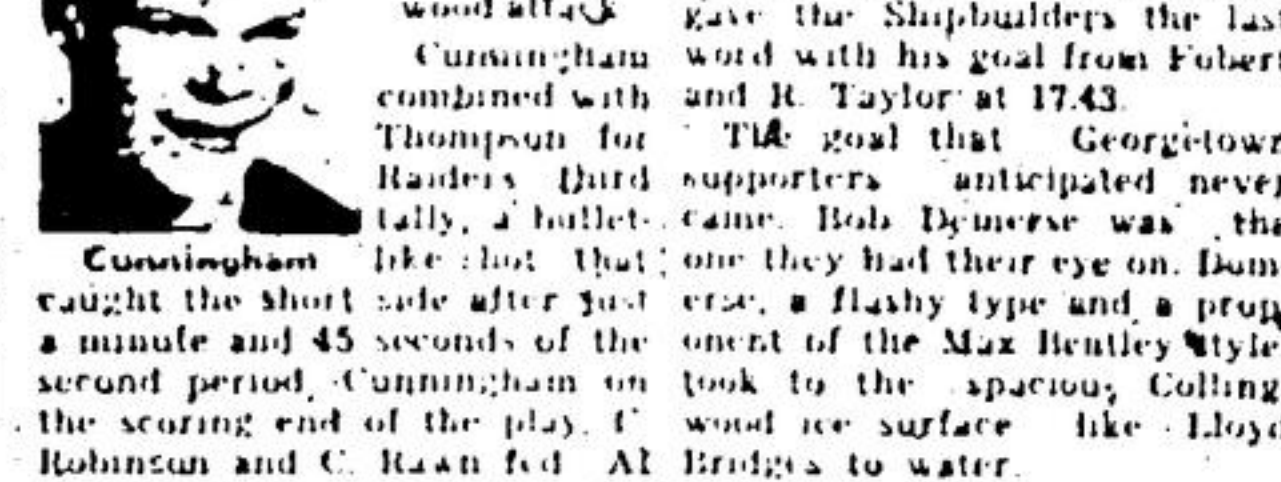 wood attack
Cunningham
combined with
Thompson for
Raiders third
tally, a bullet-
like shot that
Cunningham
caught the short side after just
a minute and 45 seconds of the
second period, Cunningham on
the scoring end of the play. C
Robinson and C. Rawn fed Al
gave the Shipbuilders the last
word with his goal from Fobert
and R. Taylor at 17.43.
The goal that Georgetown
supporters anticipated never
came. Bob Demerse was tha
one they had their eye on. Dem
erse, a flashy type and a prop
onent of the Max Bentley style
took to the spacious Colling
wood ice surface like Lloyd
Bridges to water.